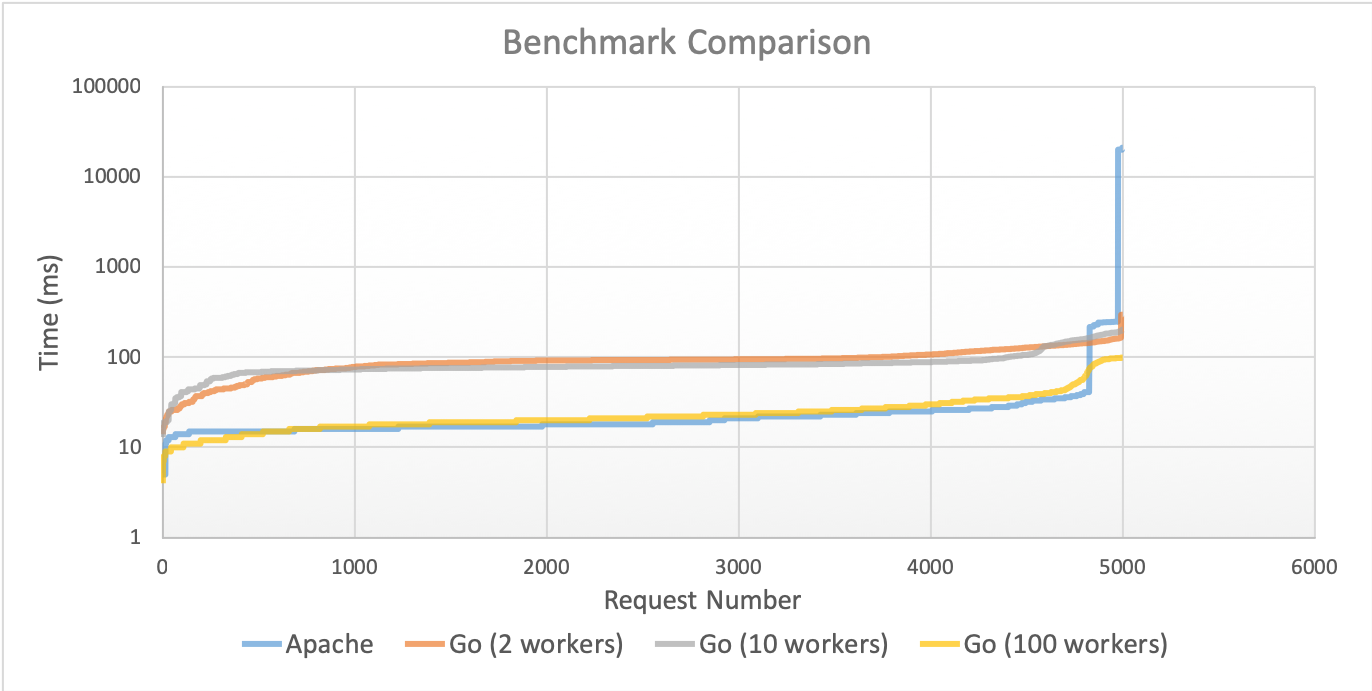 Benchmark Comparison
100000
10000
1000
100
10
1
Time (ms)
0 1000 2000 3000 4000 5000 6000
Request Number
Apache Go (2 workers) Go (10 workers) Go (100 workers)